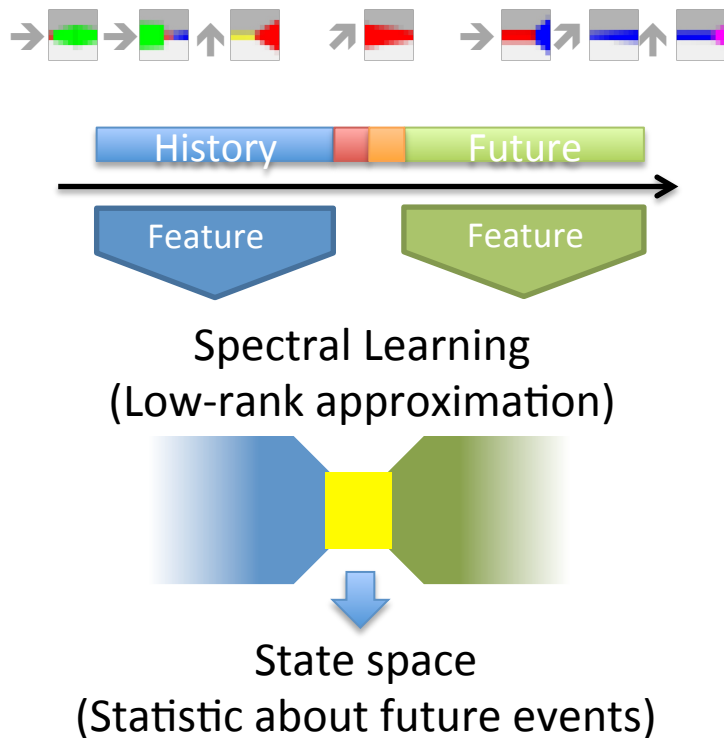 History Future
Feature Feature
Spectral Learning
(Low-rank approximation)
State space
(Statistic about future events)